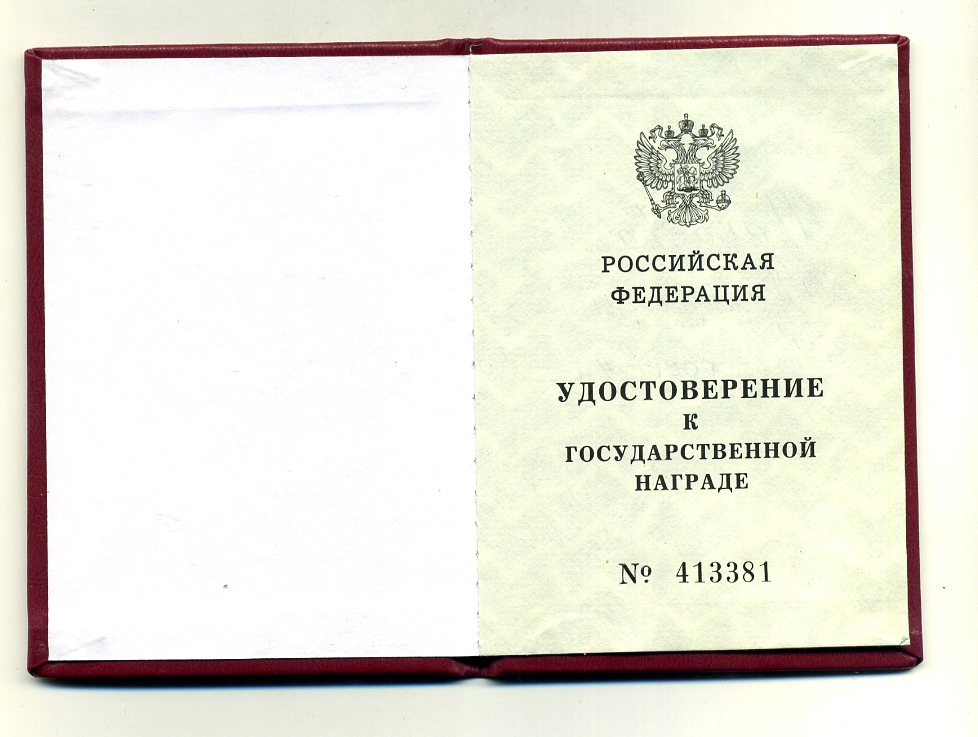 РОССИЙСКАЯ
ФЕДЕРАЦИЯ
УДОСТОВЕРЕНИЕ
К
ГОСУДАРСТВЕННОЙ
НАГРАДЕ
№ 413381